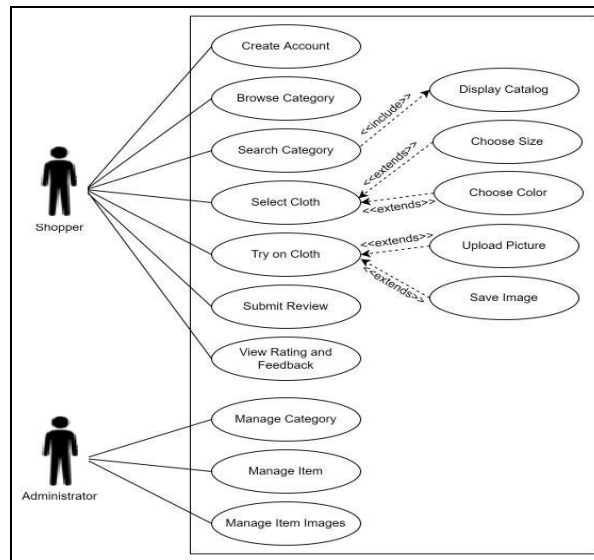 Create Account
Browse Category
Search Category
Select Cloth
Try on Cloth
Submit Review
View Rating and
Feedback
Shopper
<<include>>
Display Catalog
<<extends>>
Choose Size
<<extends>>
Choose Color
<<extends>>
Upload Picture
<<extends>>
Save Image
Manage Category
Manage Item
Manage Item Images
Administrator